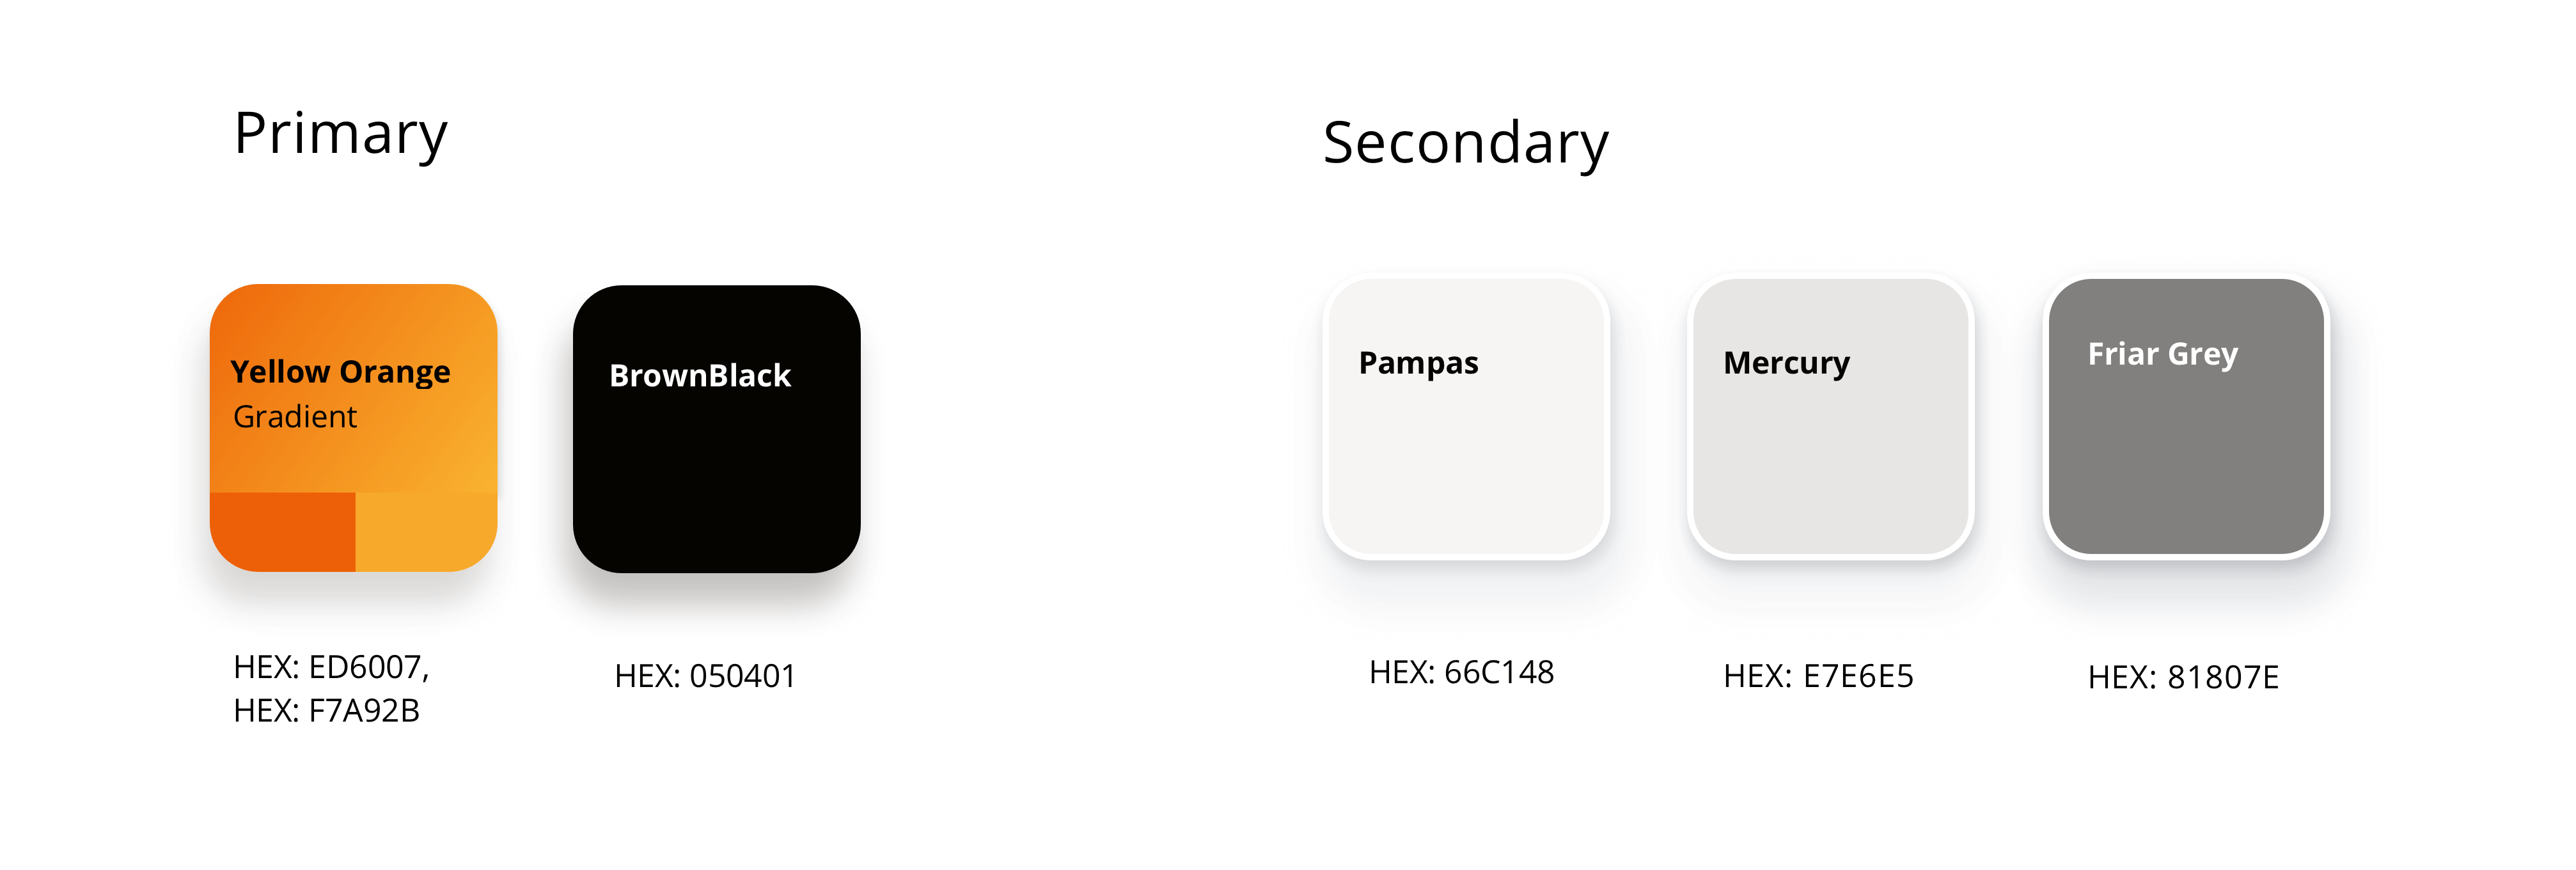 Primary
Yellow Orange
Gradient
HEX: ED6007,
HEX: F7A92B
BrownBlack
HEX: 050401
Secondary
Pampas
HEX: 66C148
Mercury
HEX: E7E6E5
Friar Grey
HEX: 81807E